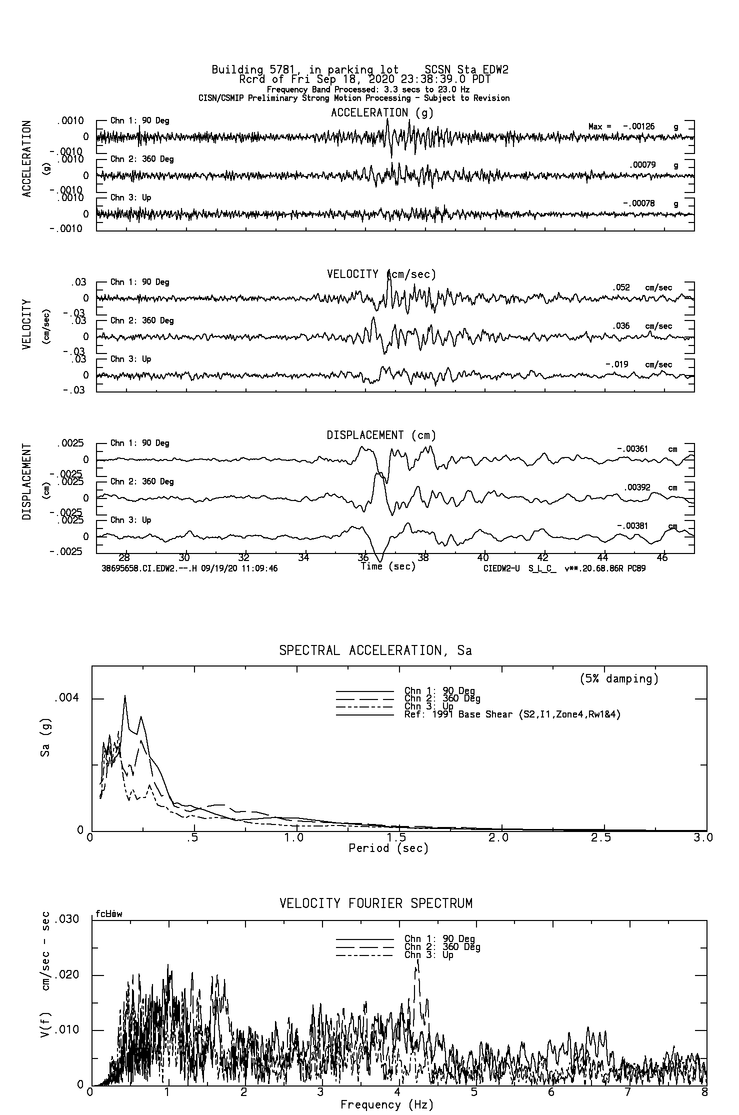 Building 5781, in parking lot    SCSN Sta EDW2
Rcrd of Fri Sep 18, 2020 23:38:39.0 PDT
Frequency Band Processed: 3.3 secs to 23.0 Hz
CISN/CSMIP Preliminary Strong Motion Processing - Subject to Revision
ACCELERATION (g)
ACCELERATION
(g)
.0010
0
-.0010
Chn 1: 90 Deg
Max = -.00126 g
.0010
0
-.0010
Chn 2: 360 Deg
.00079 g
.0010
0
-.0010
Chn 3: Up
-.00078 g
VELOCITY (cm/sec)
VELOCITY
(cm/sec)
.03
0
-.03
Chn 1: 90 Deg
.052 cm/sec
0
-.03
Chn 2: 360 Deg
.036 cm/sec
.03
0
-.03
Chn 3: Up
-.019 cm/sec
DISPLACEMENT (cm)
DISPLACEMENT
(cm)
.0025
0
-.0025
Chn 1: 90 Deg
-.00361 cm
0
-.0025
Chn 2: 360 Deg
.00392 cm
.0025
0
-.0025
Chn 3: Up
-.00381 cm
28 30 32 34 36 38 40 42 44 46
Time (sec)
38695658.CI.EDW2.--.H 09/19/20 11:09:46
CIEDW2-U S_L_C_ v**.20.68.86R PC89
SPECTRAL ACCELERATION, Sa
(5% damping)
Chn 1: 90 Deg
Chn 2: 360 Deg
Chn 3: Up
Ref: 1991 Base Shear (S2,I1,Zone4,Rw1&4)
Sa (g)
.004
0
0 .5 1.0 1.5 2.0 2.5 3.0
Period (sec)
VELOCITY FOURIER SPECTRUM
Chn 1: 90 Deg
Chn 2: 360 Deg
Chn 3: Up
V(f) cm/sec - sec
.030
.020
.010
0
0 1 2 3 4 5 6 7 8
Frequency (Hz)